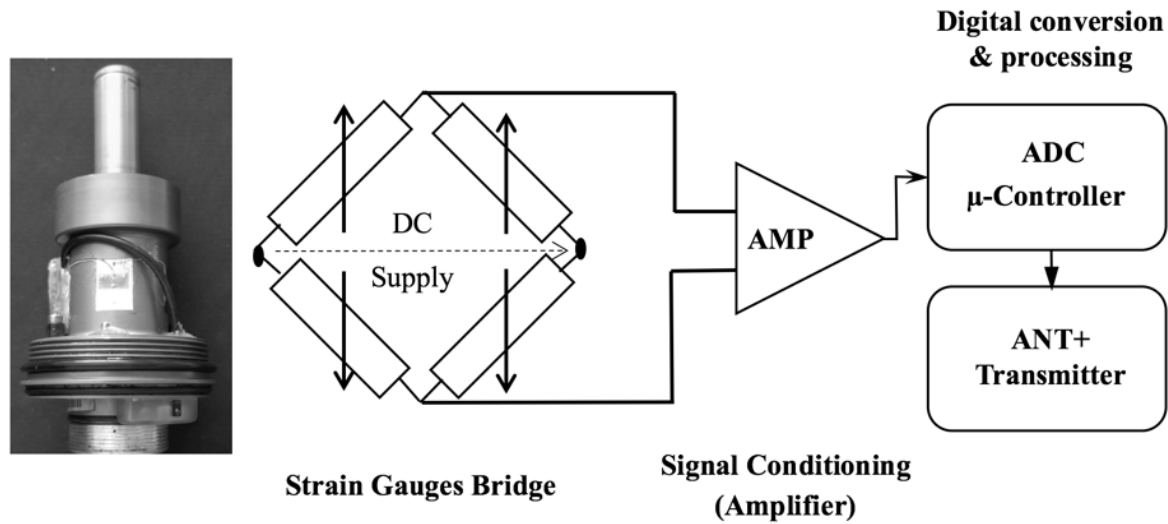 Digital conversion
& processing
DC
Supply
AMP
ADC
μ-Controller
ANT+
Transmitter
Strain Gauges Bridge
Signal Conditioning
(Amplifier)